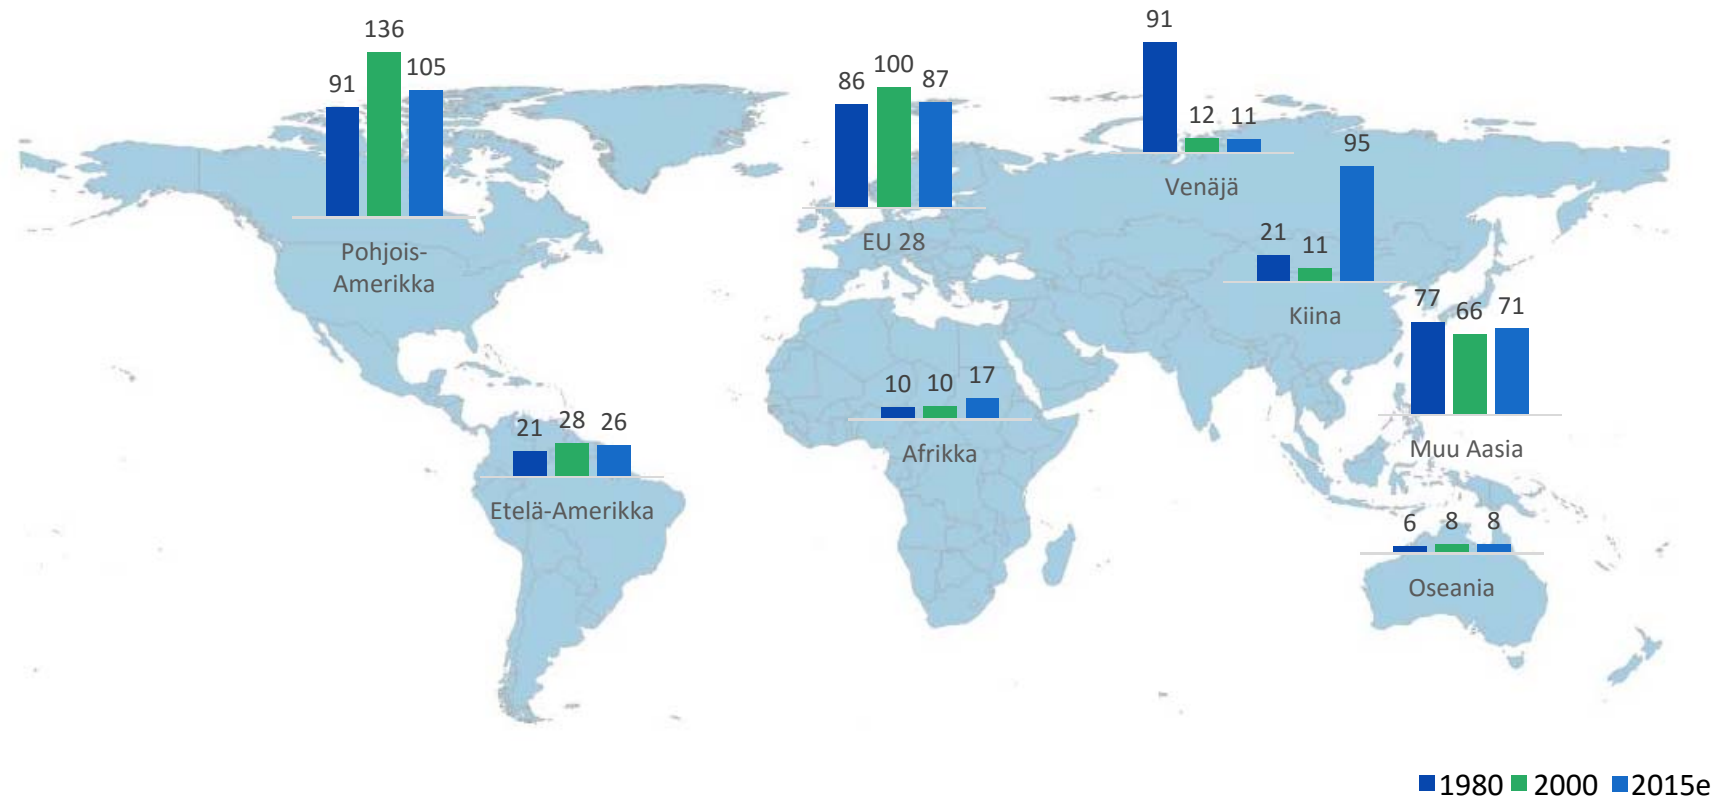 136
91
105
Pohjois-
Amerikka
86
100
87
EU 28
91
12
11
Venäjä
95
21
11
Kiina
77
66
71
Muu Aasia
10
10
17
Afrikka
21
28
26
Etelä-Amerikka
6
8
8
Oseania
1980 2000 2015e